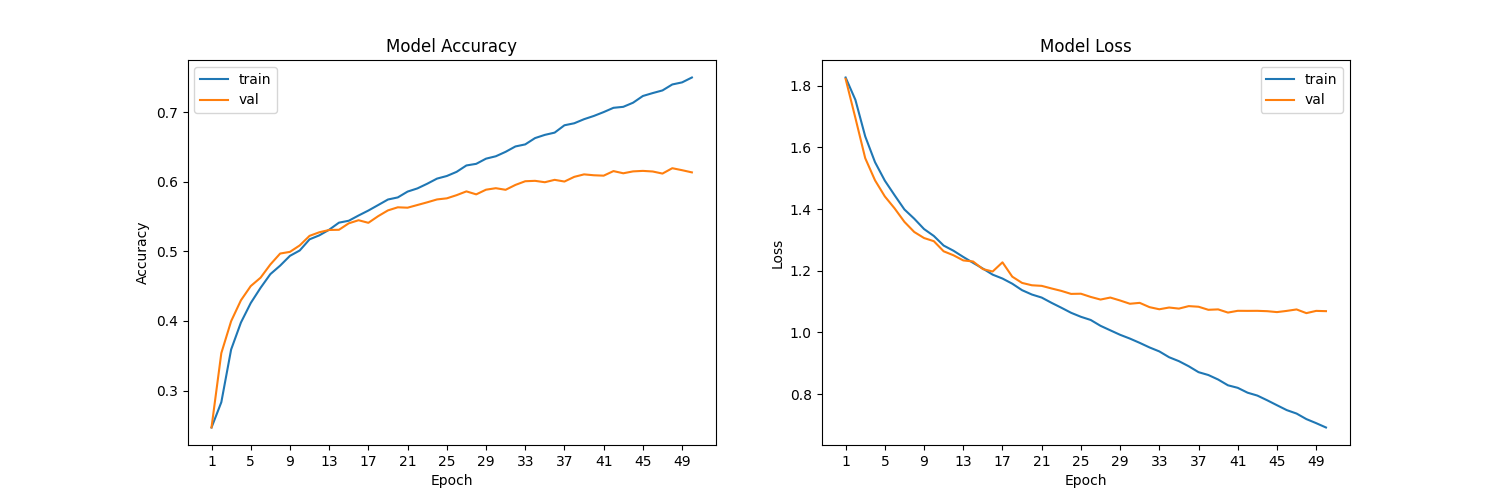 Model Accuracy
train
val
0.7
0.6
0.5
0.4
0.3
Accuracy
1 5 9 13 17 21 25 29 33 37 41 45 49
Epoch
Model Loss
train
val
1.8
1.6
1.4
1.2
1.0
0.8
Loss
1 5 9 13 17 21 25 29 33 37 41 45 49
Epoch